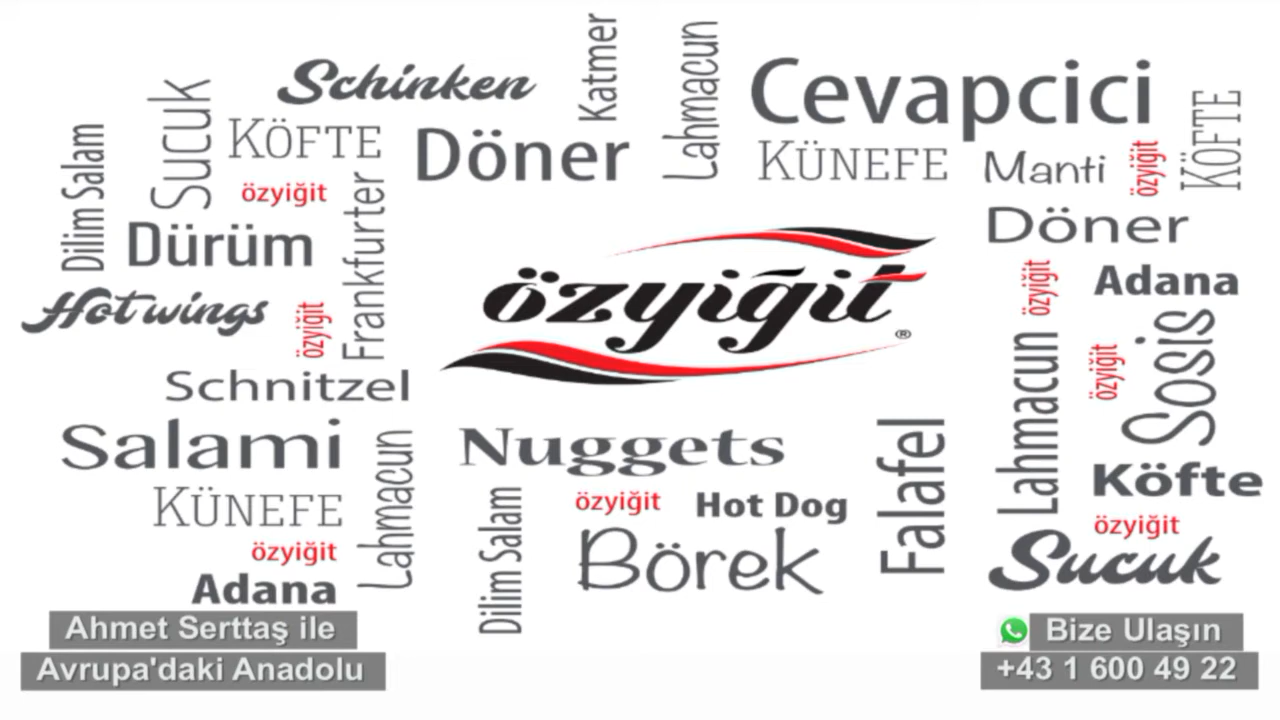 Schinken
Katmer
Lahmacun
Cevapcici
Sucuk
KÖFTE
Döner
KÜNEFE
Manti
özyiğit
KÖFTE
Dilim Salam
özyiğit
Dürüm
Frankfurter
Döner
özyiğit
Adana
Hotwings
özyiğit
özyiğit®
Schnitzel
Lahmacun
özyiğit
Sosis
Salami
Lahmacun
Nuggets
Falafel
Köfte
KÜNEFE
Dilim Salam
özyiğit
Hot Dog
özyiğit
özyiğit
Börek
Sucuk
Adana
Ahmet Serttaş ile
Avrupa'daki Anadolu
Bize Ulaşın
+43 1 600 49 22